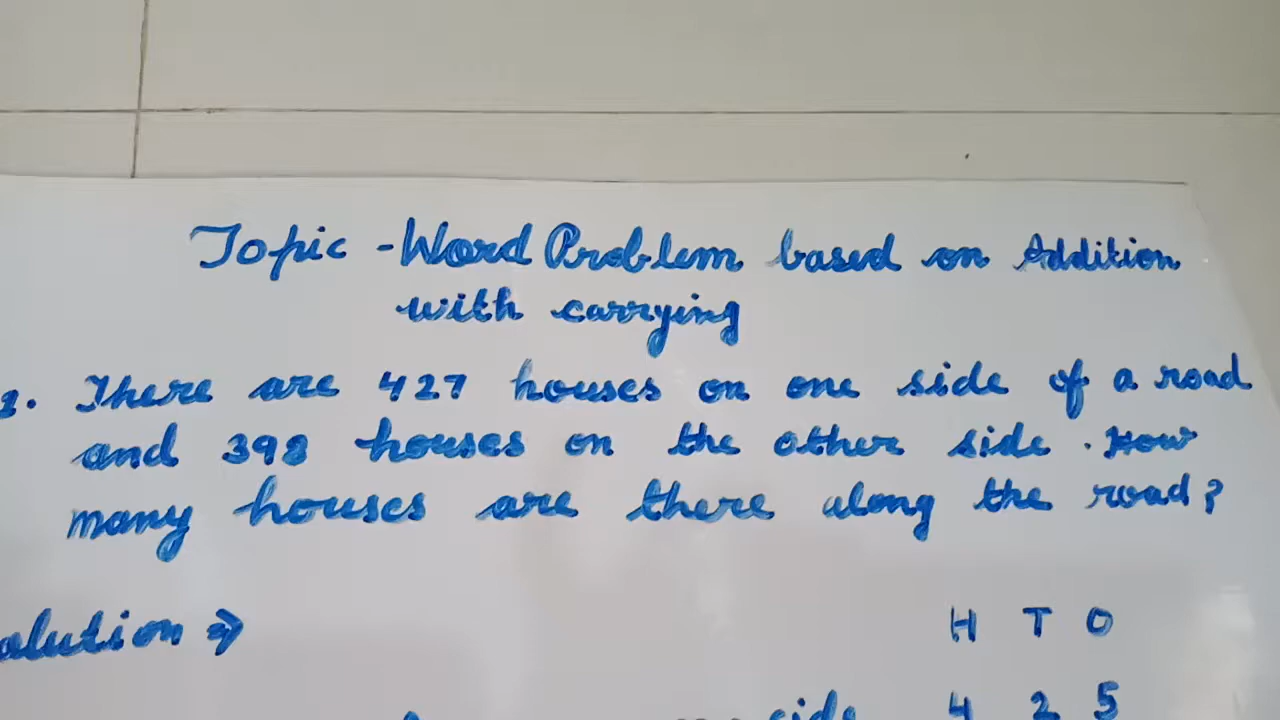 Topic - Word Problem based on Addition
with carrying
1. There are 427 houses on one side of a road
and 398 houses on the other side. How
many houses are there along the road?
olution ⇒ H T O
side 4 2 5